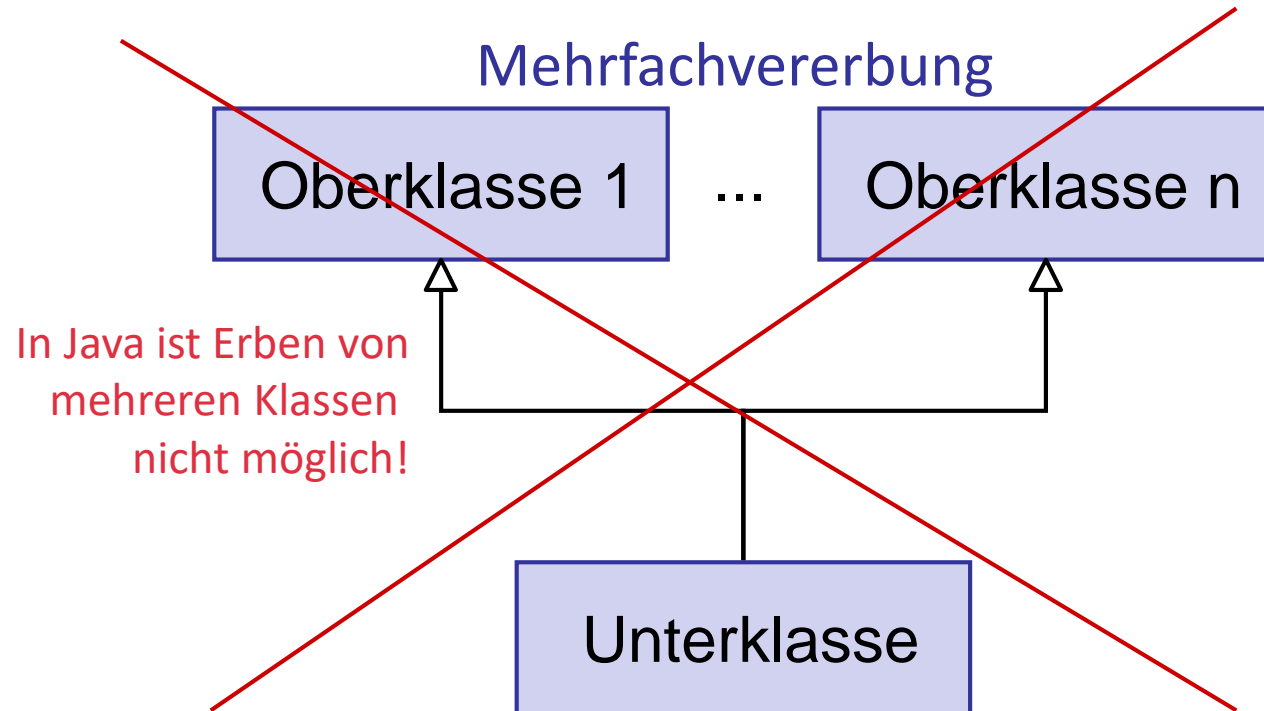 Mehrfachvererbung
Oberklasse 1 ... Oberklasse n
In Java ist Erben von
mehreren Klassen
nicht möglich!
Unterklasse